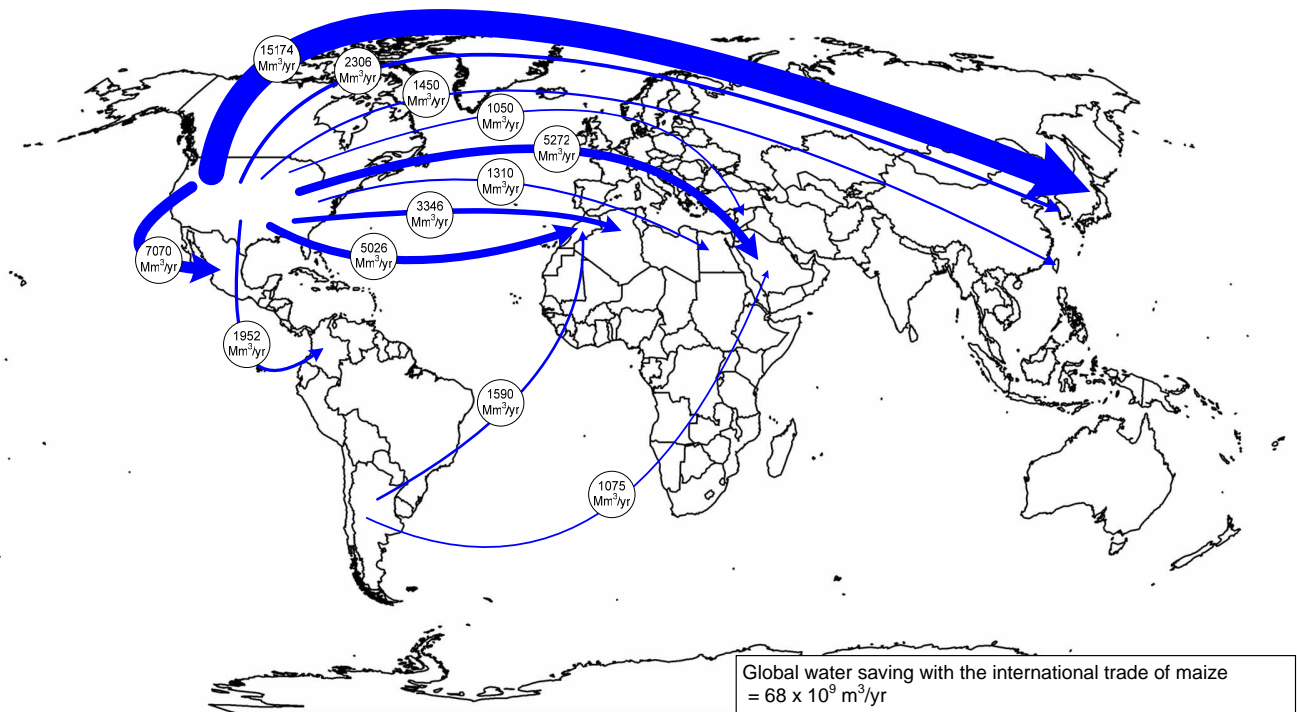 15174
Mm³/yr
2306
Mm³/yr
1450
Mm³/yr
1050
Mm³/yr
5272
Mm³/yr
1310
Mm³/yr
3346
Mm³/yr
5026
Mm³/yr
7070
Mm³/yr
1952
Mm³/yr
1590
Mm³/yr
1075
Mm³/yr
Global water saving with the international trade of maize
= 68 x 10⁹ m³/yr